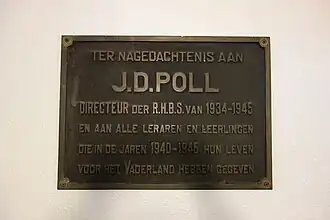 TER NAGEDACHTENIS AAN
J.D. POLL
DIRECTEUR DER R.H.B.S. VAN 1934-1945
EN AAN ALLE LERAREN EN LEERLINGEN
DIE IN DE JAREN 1940-1945 HUN LEVEN
VOOR HET VADERLAND HEBBEN GEGEVEN